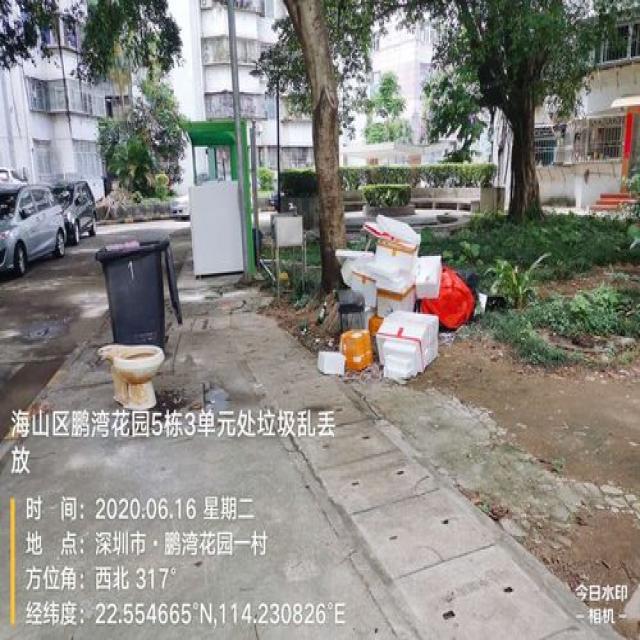 海山区鹏湾花园5栋3单元处垃圾乱丢
放
时 间：2020.06.16 星期二
地 点：深圳市·鹏湾花园一村
方位角：西北 317°
经纬度：22.554665°N,114.230826°E
今日水印
－相机－